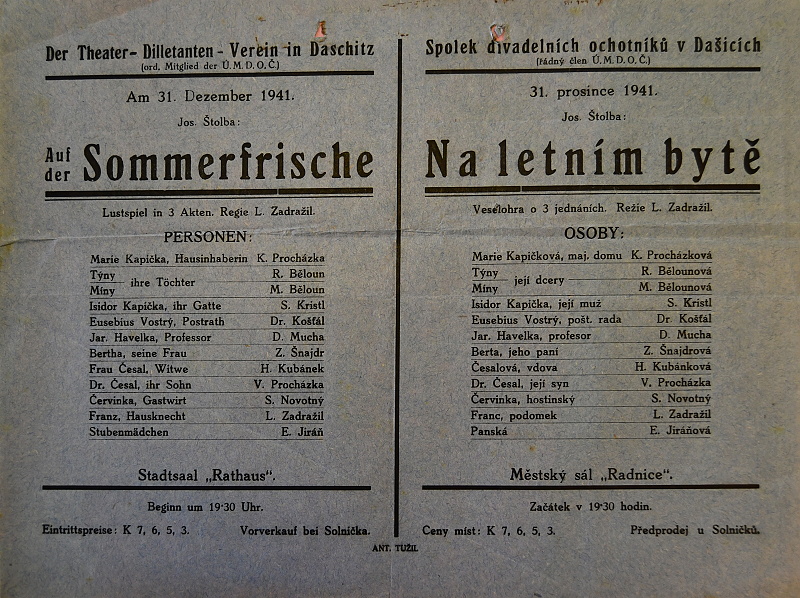 Der Theater-Dilletanten-Verein in Daschitz
(ord. Mitglied der Ú.M.D.O.Č.)
Am 31. Dezember 1941.
Jos. Štolba:
Auf der Sommerfrische
Lustspiel in 3 Akten. Regie L. Zadražil.
PERSONEN:
Marie Kapička, Hausinhaberin K. Procházka
Týny R. Běloun
ihre Töchter
Míny M. Běloun
Isidor Kapička, ihr Gatte S. Kristl
Eusebius Vostrý, Postrath Dr. Košťál
Jar. Havelka, Professor D. Mucha
Bertha, seine Frau Z. Šnajdr
Frau Česal, Witwe H. Kubánek
Dr. Česal, ihr Sohn V. Procházka
Červinka, Gastwirt S. Novotný
Franz, Hausknecht L. Zadražil
Stubenmädchen E. Jiráň
Stadtsaal „Rathaus".
Beginn um 19·30 Uhr.
Eintrittspreise: K 7, 6, 5, 3. Vorverkauf bei Solnička.
Spolek divadelních ochotníků v Dašicích
(řádný člen Ú.M.D.O.Č.)
31. prosince 1941.
Jos. Štolba:
Na letním bytě
Veselohra o 3 jednáních. Režie L. Zadražil.
OSOBY:
Marie Kapičková, maj. domu K. Procházková
Týny R. Bělounová
její dcery
Míny M. Bělounová
Isidor Kapička, její muž S. Kristl
Eusebius Vostrý, pošt. rada Dr Košťál
Jar. Havelka, profesor D. Mucha
Berta, jeho paní Z. Šnajdrová
Česalová, vdova H. Kubánková
Dr. Česal, její syn V. Procházka
Červinka, hostinský S. Novotný
Franc, podomek L. Zadražil
Panská E. Jiráňová
Městský sál „Radnice".
Začátek v 19·30 hodin.
Ceny míst: K 7, 6, 5, 3. Předprodej u Solničků.
ANT. TUŽIL